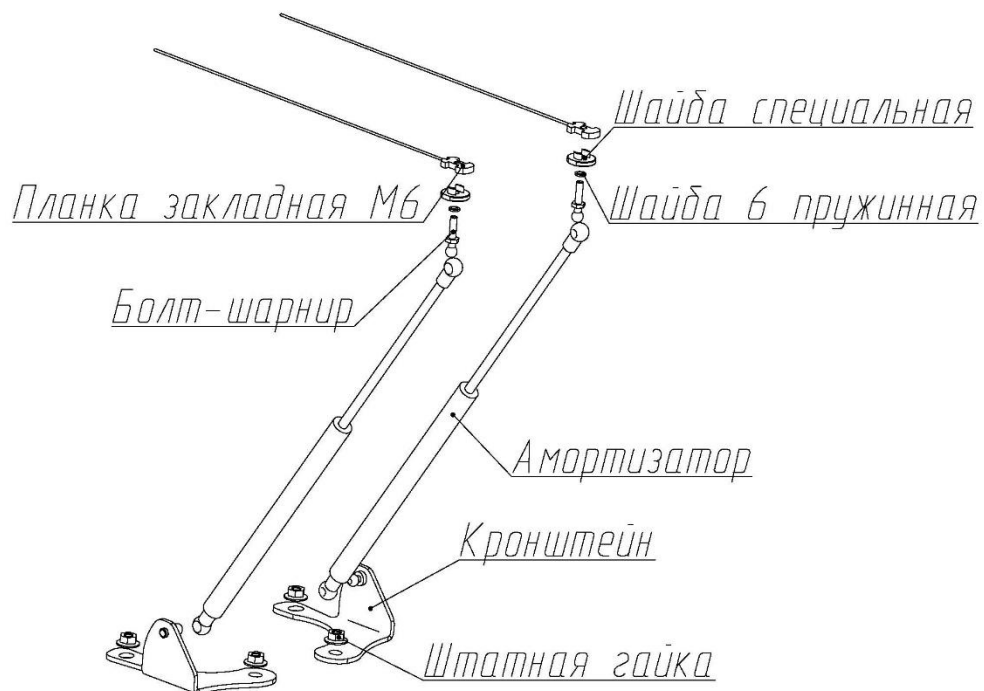 Шайба специальная
Планка закладная М6
Шайба 6 пружинная
Болт-шарнир
Амортизатор
Кронштейн
Штатная гайка